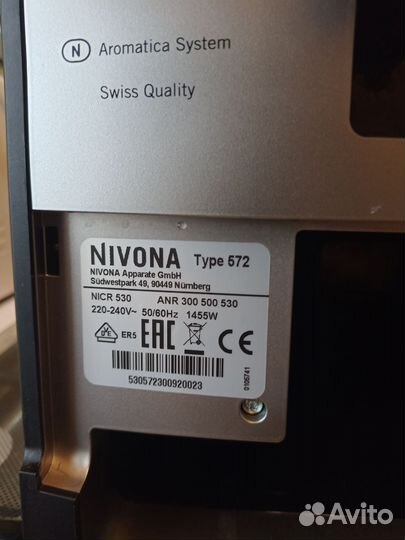 N Aromatica System
Swiss Quality
NIVONA Type 572
NIVONA Apparate GmbH
Südwestpark 49, 90449 Nürnberg
NICR 530 ANR 300 500 530
220-240V~ 50/60Hz 1455W
ER5 EAC CE
530572300920023
0105741
Avito